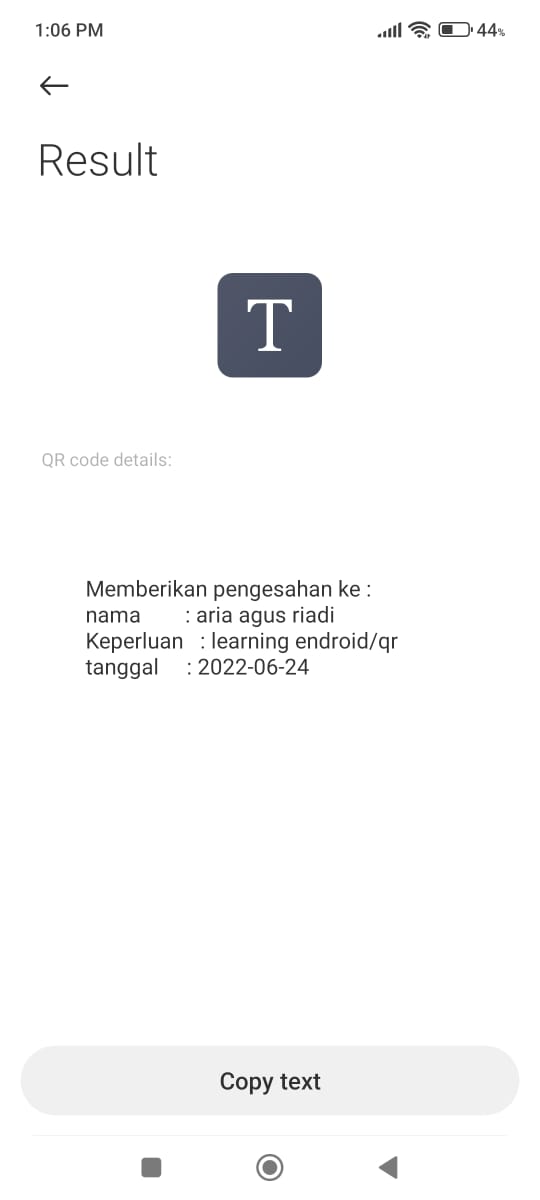 1:06 PM 44%
Result
T
QR code details:
Memberikan pengesahan ke :
nama : aria agus riadi
Keperluan : learning endroid/qr
tanggal : 2022-06-24
Copy text